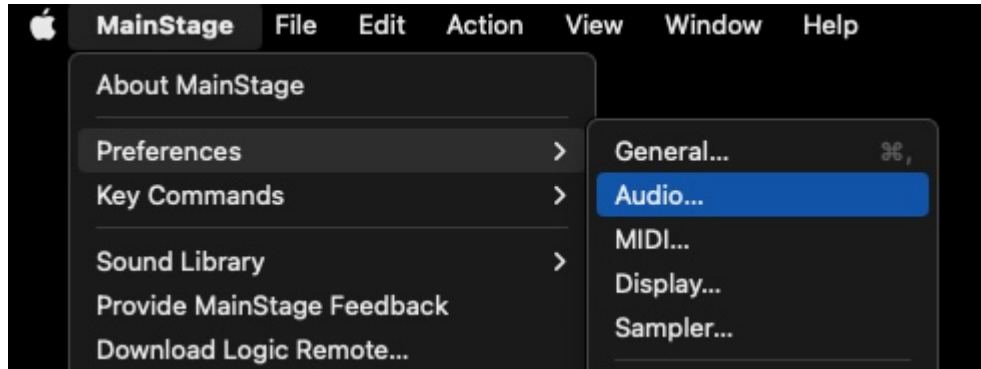 MainStage File Edit Action View Window Help
About MainStage
Preferences
Key Commands
Sound Library
Provide MainStage Feedback
Download Logic Remote...
General... ⌘,
Audio...
MIDI...
Display...
Sampler...